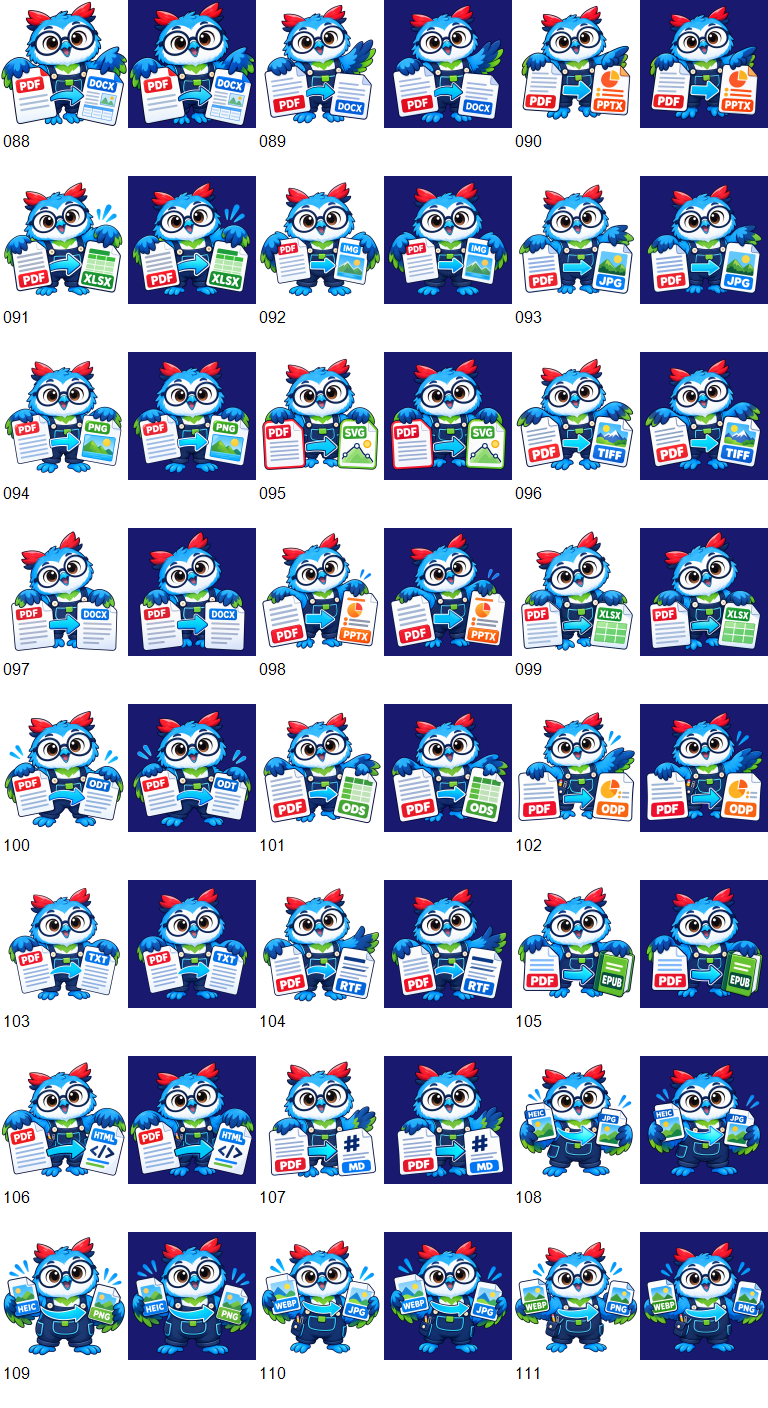 PDF DOCX PDF DOCX PDF DOCX PDF DOCX PDF PPTX PDF PPTX
088 089 090
PDF XLSX PDF XLSX PDF IMG PDF IMG PDF JPG PDF JPG
091 092 093
PDF PNG PDF PNG PDF SVG PDF SVG PDF TIFF PDF TIFF
094 095 096
PDF DOCX PDF DOCX PDF PPTX PDF PPTX PDF XLSX PDF XLSX
097 098 099
PDF ODT PDF ODT PDF ODS PDF ODS PDF ODP PDF ODP
100 101 102
PDF TXT PDF TXT PDF RTF PDF RTF PDF EPUB PDF EPUB
103 104 105
PDF HTML </> PDF HTML </> PDF # MD PDF # MD HEIC JPG HEIC JPG
106 107 108
HEIC PNG HEIC PNG WEBP JPG WEBP JPG WEBP PNG WEBP PNG
109 110 111